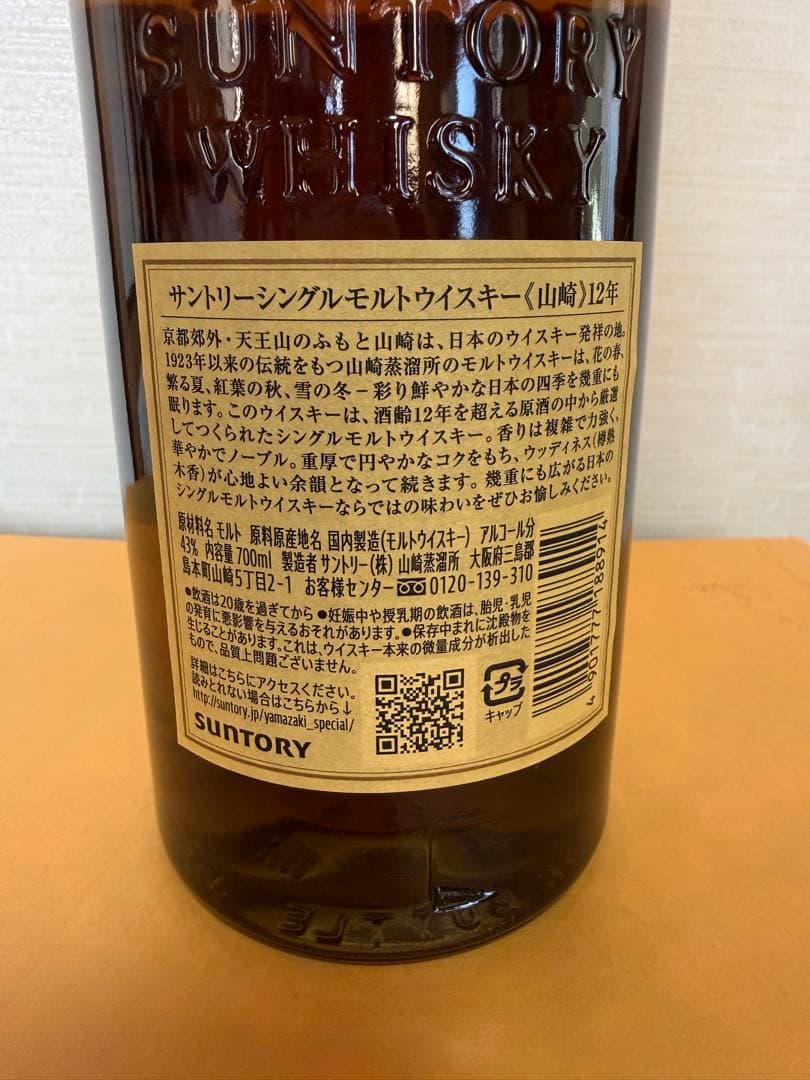 SUNTORY
WHISKY
サントリーシングルモルトウイスキー《山崎》12年
京都郊外・天王山のふもと山崎は、日本のウイスキー発祥の地。
1923年以来の伝統をもつ山崎蒸溜所のモルトウイスキーは、花の春、
繁る夏、紅葉の秋、雪の冬－彩り鮮やかな日本の四季を幾重にも
眠ります。このウイスキーは、酒齢12年を超える原酒の中から厳選
してつくられたシングルモルトウイスキー。香りは複雑で力強く、
華やかでノーブル。重厚で円やかなコクをもち、ウッディネス(樽熟
木香)が心地よい余韻となって続きます。幾重にも広がる日本の
シングルモルトウイスキーならではの味わいをぜひお愉しみください。
原材料名 モルト 原料原産地名 国内製造(モルトウイスキー) アルコール分
43% 内容量 700ml 製造者 サントリー(株) 山崎蒸溜所 大阪府三島郡
島本町山崎5丁目2-1 お客様センター 0120-139-310
●飲酒は20歳を過ぎてから ●妊娠中や授乳期の飲酒は、胎児・乳児
の発育に悪影響を与えるおそれがあります。●保存中まれに沈殿物を
生じることがあります。これは、ウイスキー本来の微量成分が析出した
もので、品質上問題ございません。
詳細はこちらにアクセスください。
読みとれない場合はこちらから↓
http://suntory.jp/yamazaki_special/
SUNTORY
プラ
キャップ
4901777188914